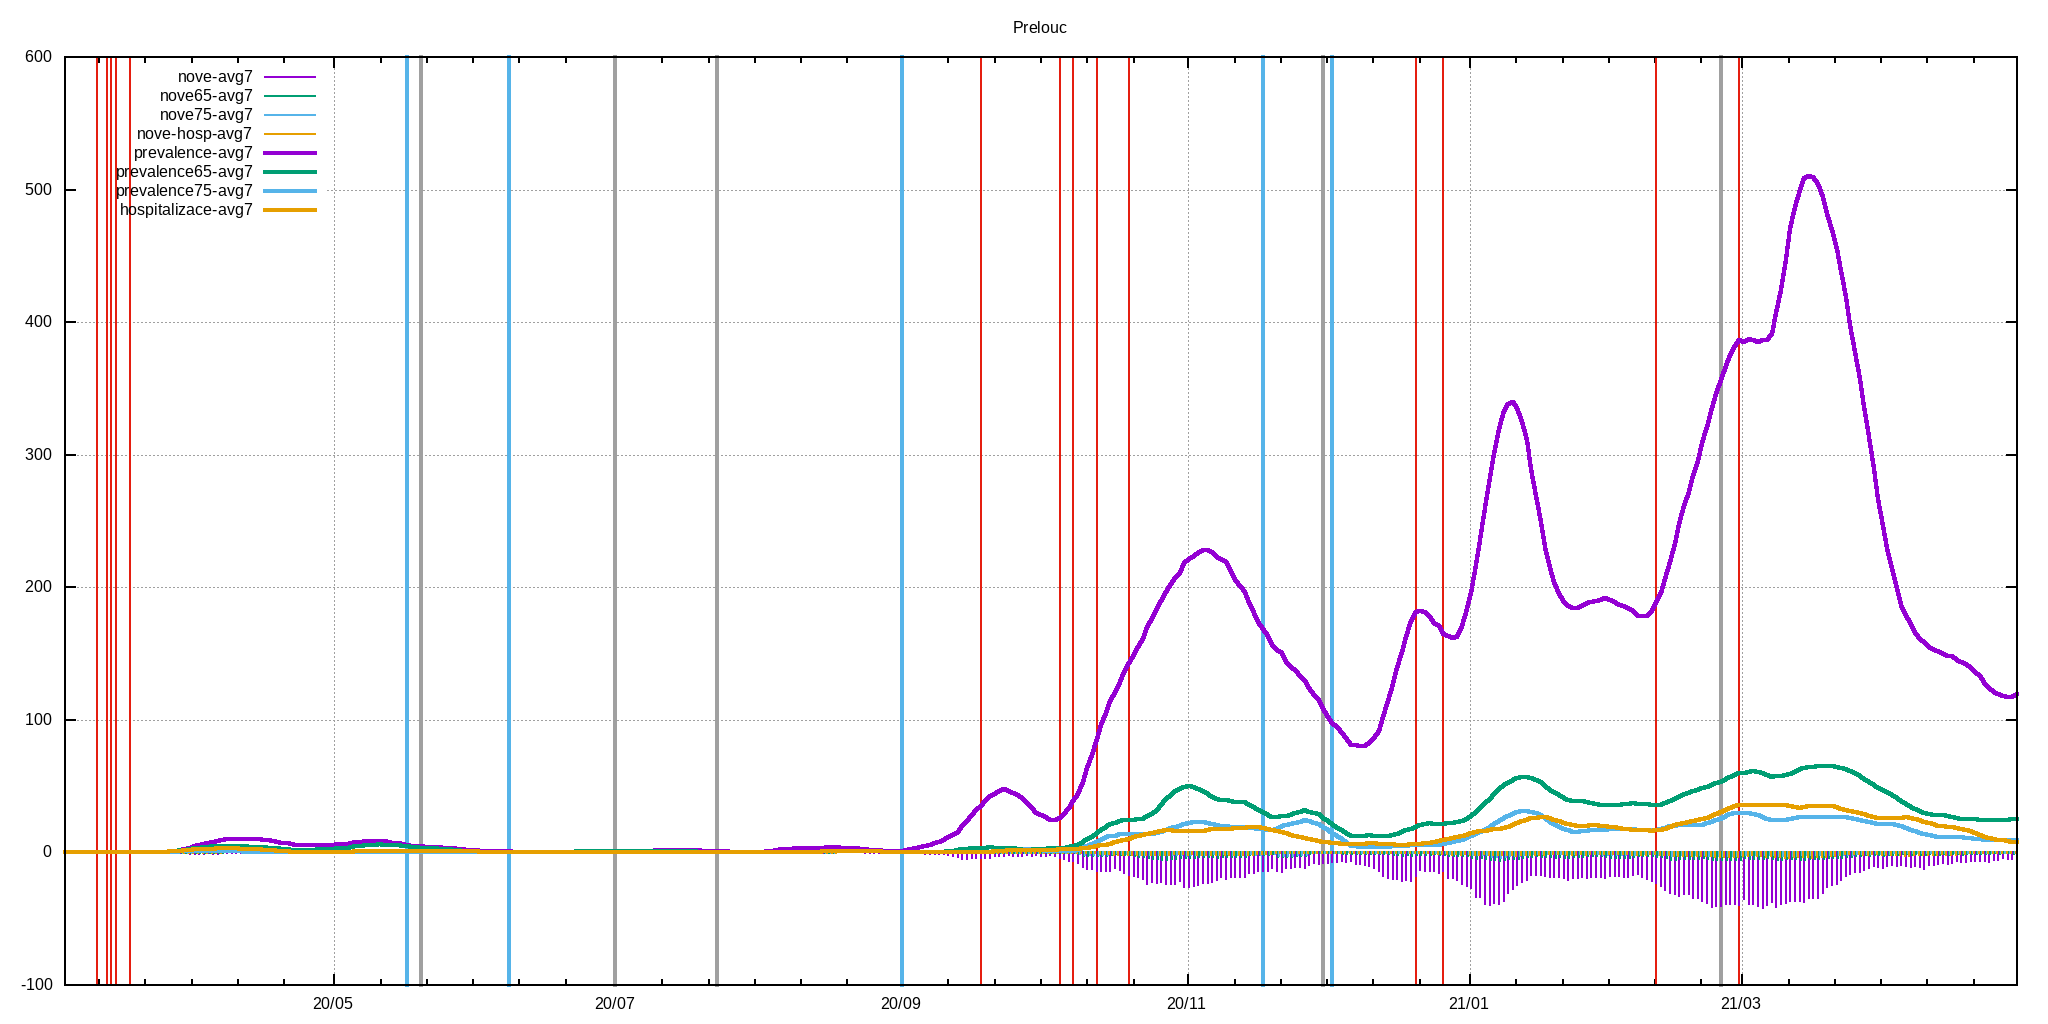 Prelouc
600
nove-avg7
nove65-avg7
nove75-avg7
nove-hosp-avg7
prevalence-avg7
prevalence65-avg7
prevalence75-avg7
hospitalizace-avg7
500
400
300
200
100
0
-100
20/05 20/07 20/09 20/11 21/01 21/03